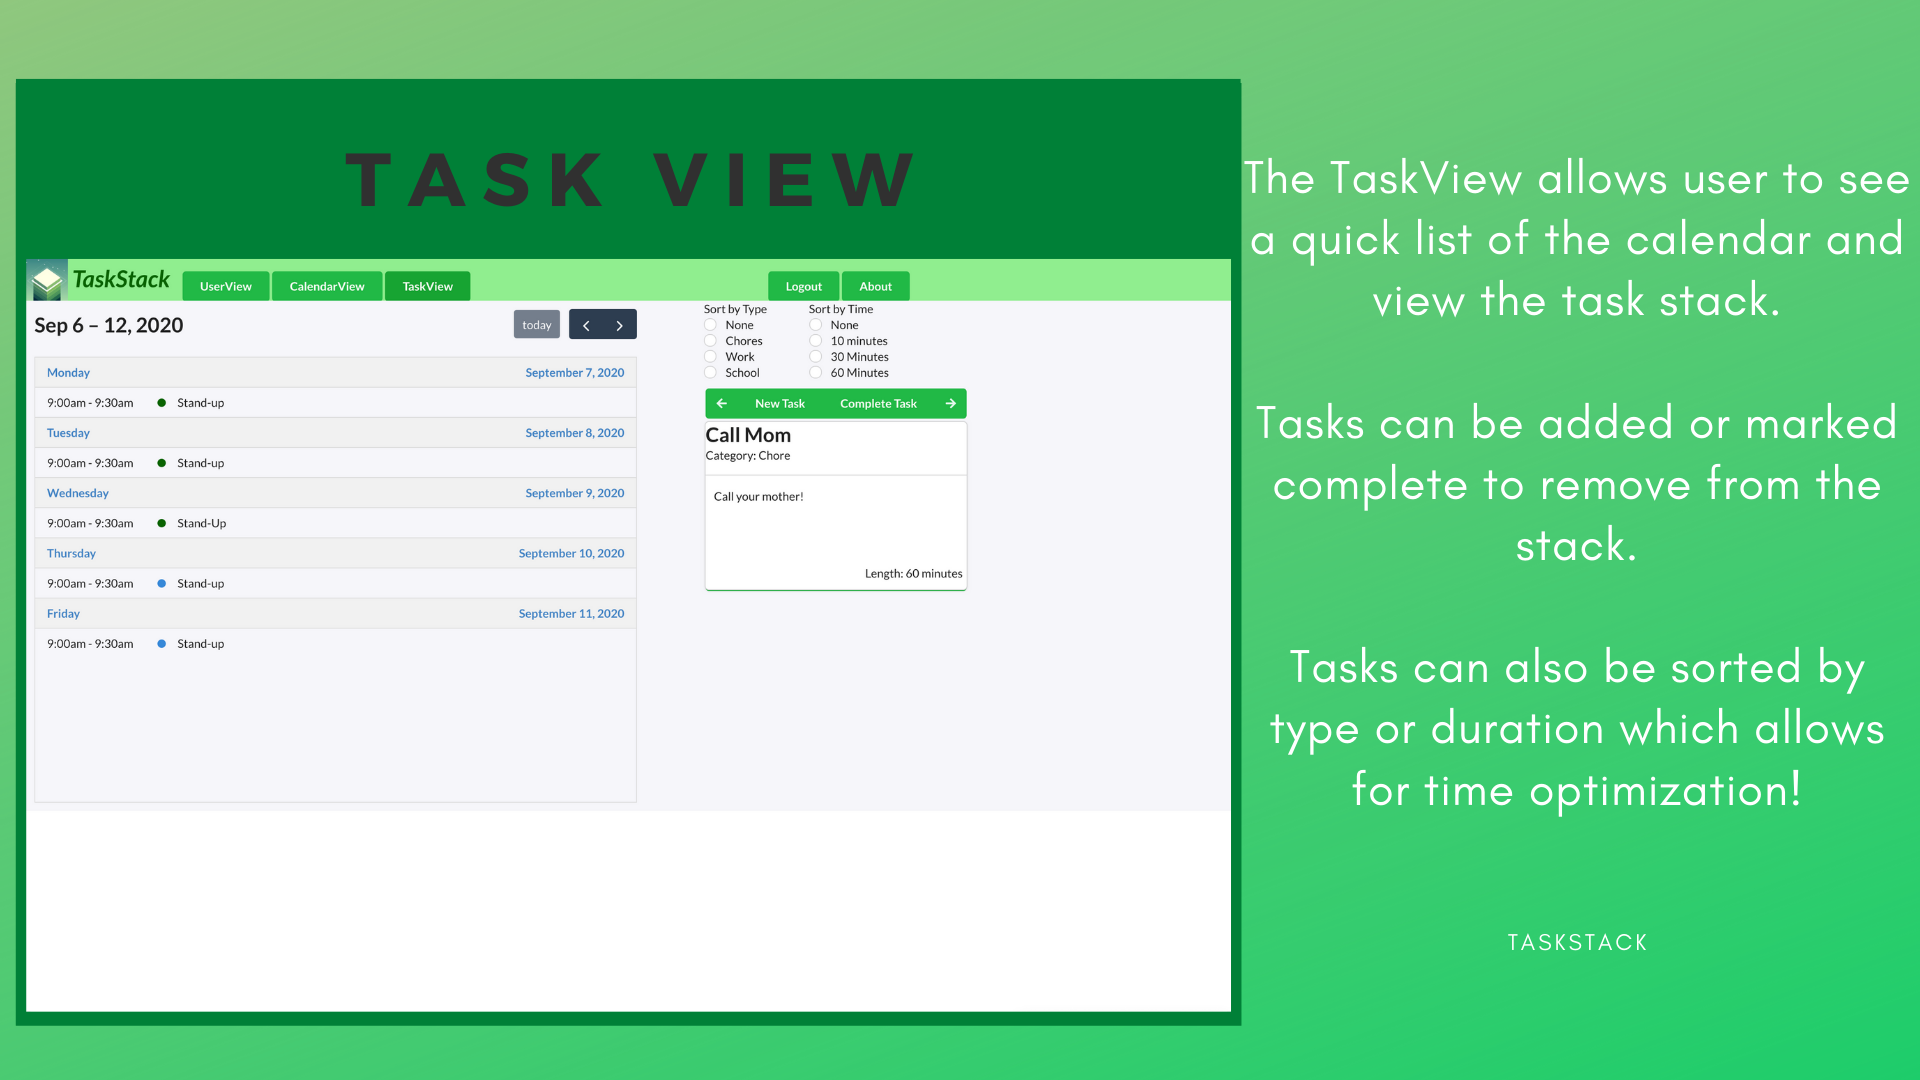 TASK VIEW
TaskStack
UserView
CalendarView
TaskView
Logout
About
Sep 6 – 12, 2020
today
Monday September 7, 2020
9:00am - 9:30am Stand-up
Tuesday September 8, 2020
9:00am - 9:30am Stand-up
Wednesday September 9, 2020
9:00am - 9:30am Stand-Up
Thursday September 10, 2020
9:00am - 9:30am Stand-up
Friday September 11, 2020
9:00am - 9:30am Stand-up
Sort by Type
None
Chores
Work
School
Sort by Time
None
10 minutes
30 Minutes
60 Minutes
New Task
Complete Task
Call Mom
Category: Chore
Call your mother!
Length: 60 minutes
The TaskView allows user to see
a quick list of the calendar and
view the task stack.
Tasks can be added or marked
complete to remove from the
stack.
Tasks can also be sorted by
type or duration which allows
for time optimization!
TASKSTACK